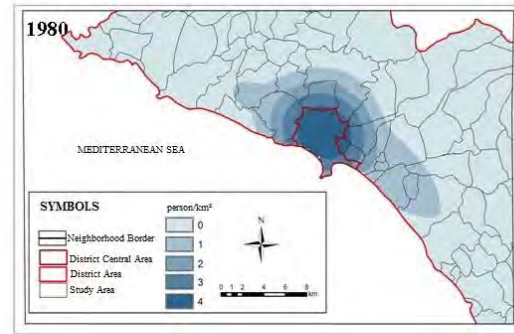 1980
MEDITERRANEAN SEA
SYMBOLS
Neighborhood Border
District Central Area
District Area
Study Area
person/km²
0
1
2
3
4
N
0 1 2 4 6 8
km